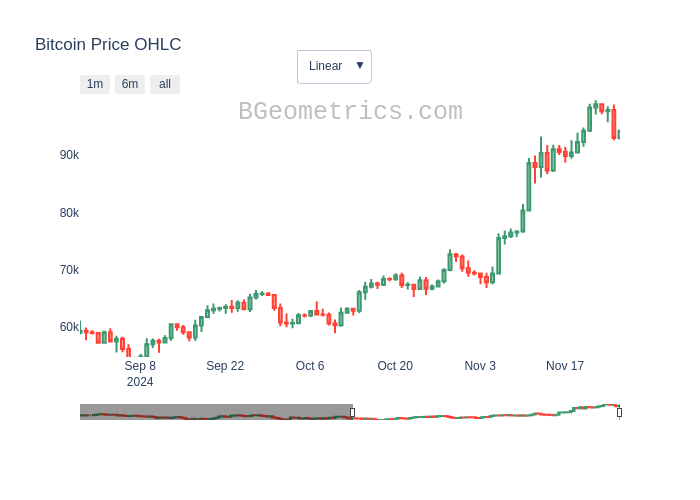 Bitcoin Price OHLC
Linear ▼
1m 6m all
BGeometrics.com
90k
80k
70k
60k
Sep 8 Sep 22 Oct 6 Oct 20 Nov 3 Nov 17
2024